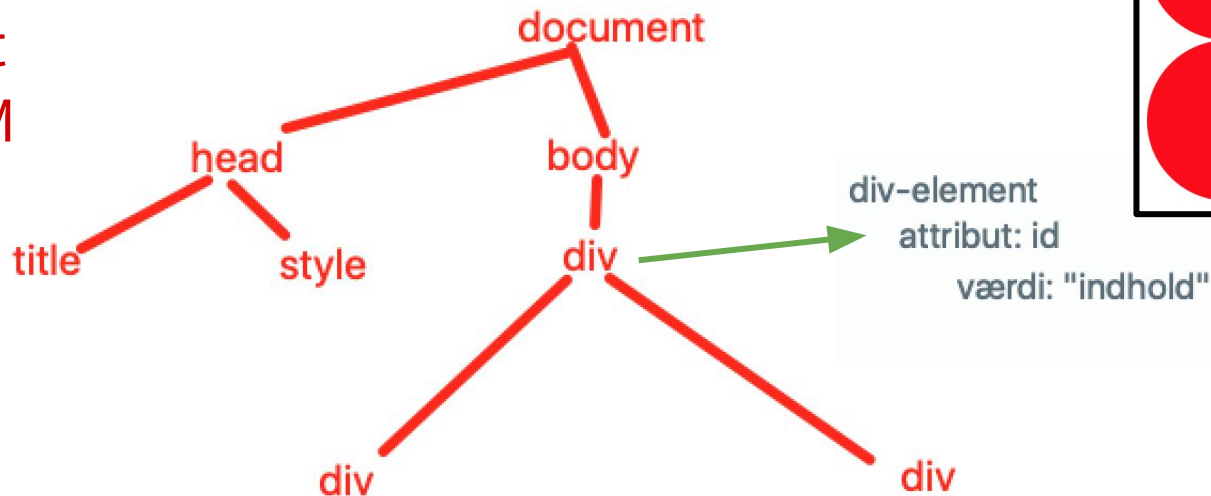 document
head
body
div-element
attribut: id
værdi: "indhold"
title
style
div
div
div